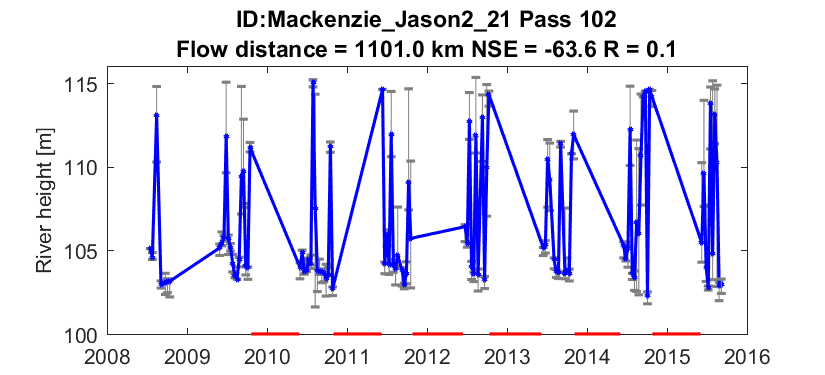 ID:Mackenzie_Jason2_21 Pass 102
Flow distance = 1101.0 km NSE = -63.6 R = 0.1
River height [m]
115
110
105
100
2008 2009 2010 2011 2012 2013 2014 2015 2016